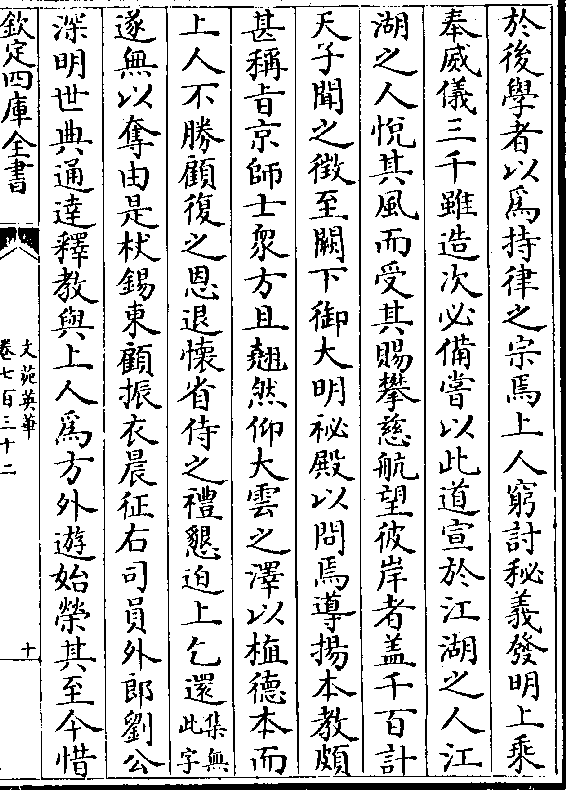 於後學者以爲持律之宗焉上人窮討秘義發明上乘
奉威儀三千雖造次必備嘗以此道宣於江湖之人江
湖之人悅其風而受其賜攀慈航望彼岸者盖千百計
天子聞之徵至闕下御大明祕殿以問焉導揚本教頗
甚稱旨京師士衆方且翹然仰大雲之澤以植德本而
上人不勝顧復之恩退懷省侍之禮懇迫上乞還集無此字
遂無以奪由是杖錫東顧振衣晨征右司員外郎劉公
深明世典通達釋教與上人爲方外遊始榮其至今惜
欽定四庫全書
文苑英華
卷七百三十二
十